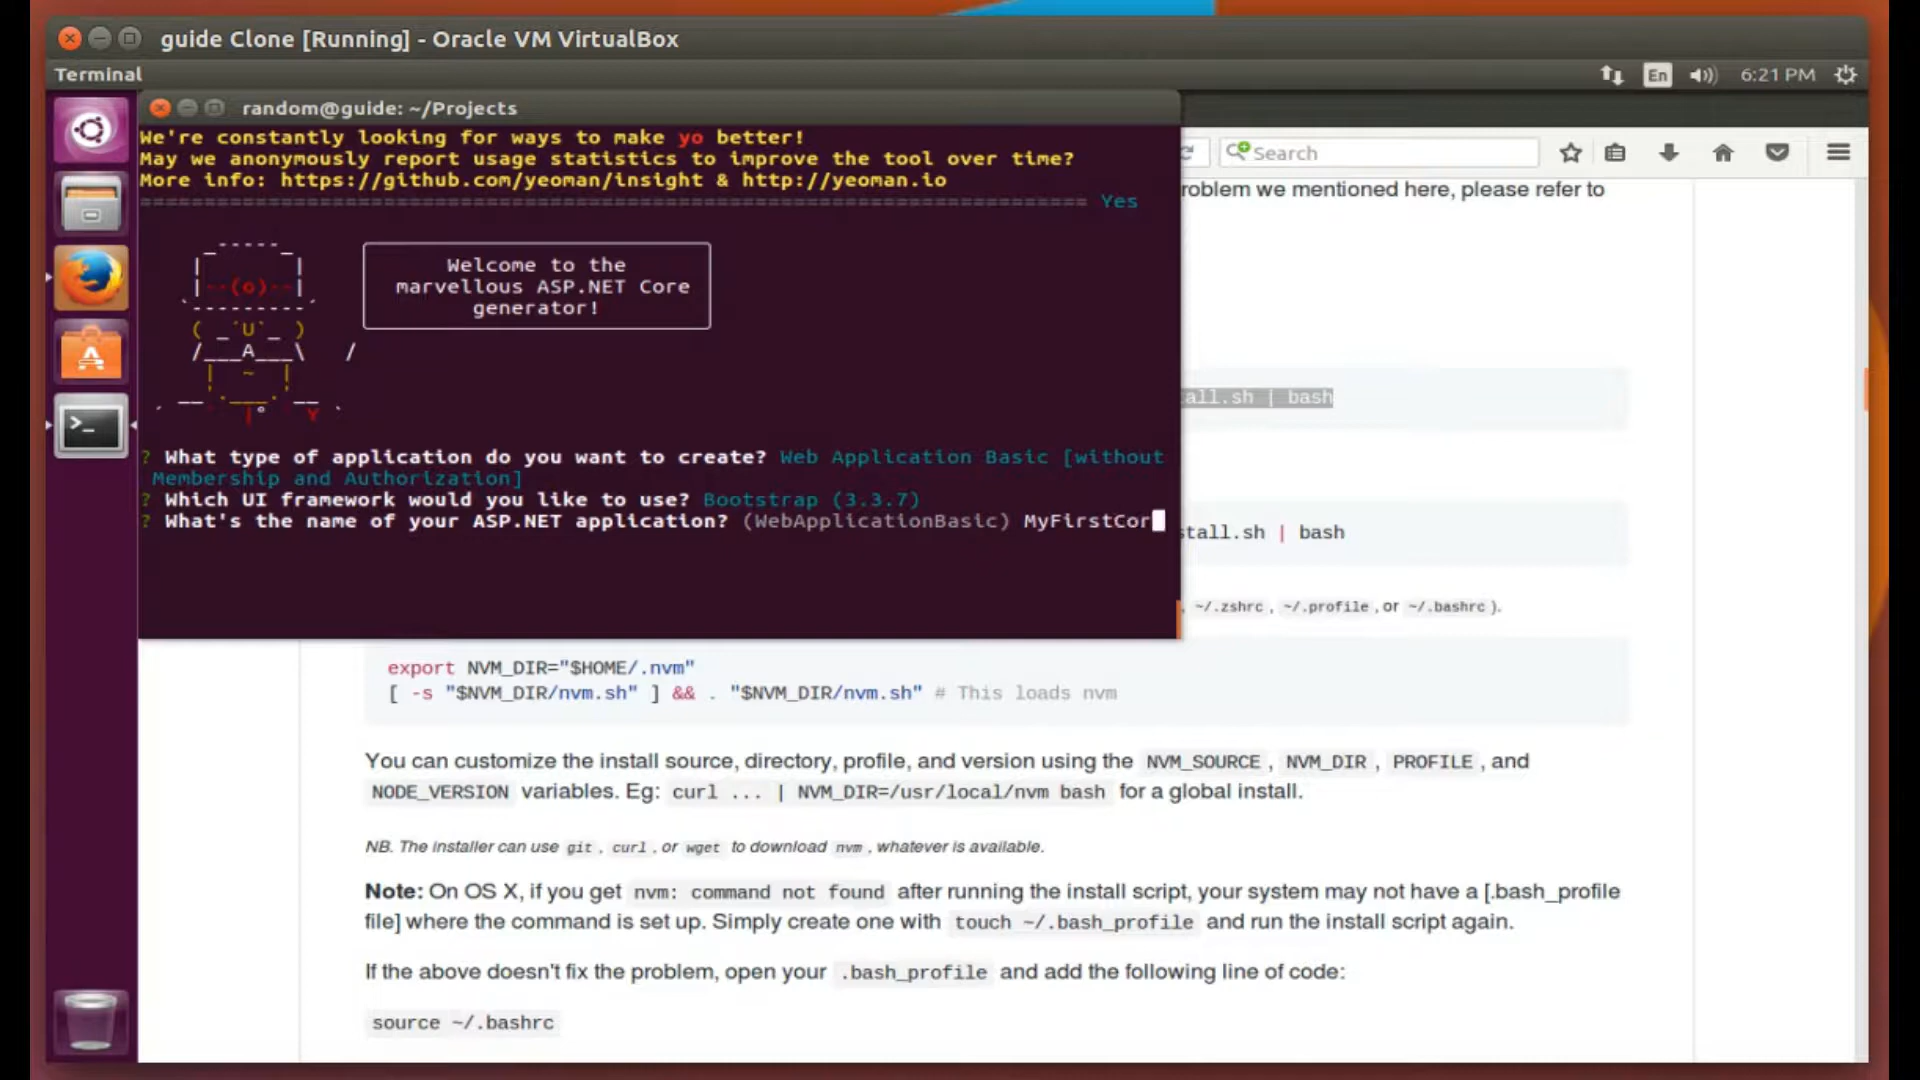 guide Clone [Running] - Oracle VM VirtualBox
Terminal
En
6:21 PM
random@guide: ~/Projects
We're constantly looking for ways to make yo better!
May we anonymously report usage statistics to improve the tool over time?
More info: https://github.com/yeoman/insight & http://yeoman.io
========================================================================== Yes
Welcome to the
marvellous ASP.NET Core
generator!
? What type of application do you want to create? Web Application Basic [without
Membership and Authorization]
? Which UI framework would you like to use? Bootstrap (3.3.7)
? What's the name of your ASP.NET application? (WebApplicationBasic) MyFirstCor
Search
roblem we mentioned here, please refer to
all.sh | bash
stall.sh | bash
, ~/.zshrc , ~/.profile , or ~/.bashrc ).
export NVM_DIR="$HOME/.nvm"
[ -s "$NVM_DIR/nvm.sh" ] && . "$NVM_DIR/nvm.sh" # This loads nvm
You can customize the install source, directory, profile, and version using the NVM_SOURCE , NVM_DIR , PROFILE , and
NODE_VERSION variables. Eg: curl ... | NVM_DIR=/usr/local/nvm bash for a global install.
NB. The installer can use git , curl , or wget to download nvm , whatever is available.
Note: On OS X, if you get nvm: command not found after running the install script, your system may not have a [.bash_profile
file] where the command is set up. Simply create one with touch ~/.bash_profile and run the install script again.
If the above doesn't fix the problem, open your .bash_profile and add the following line of code:
source ~/.bashrc